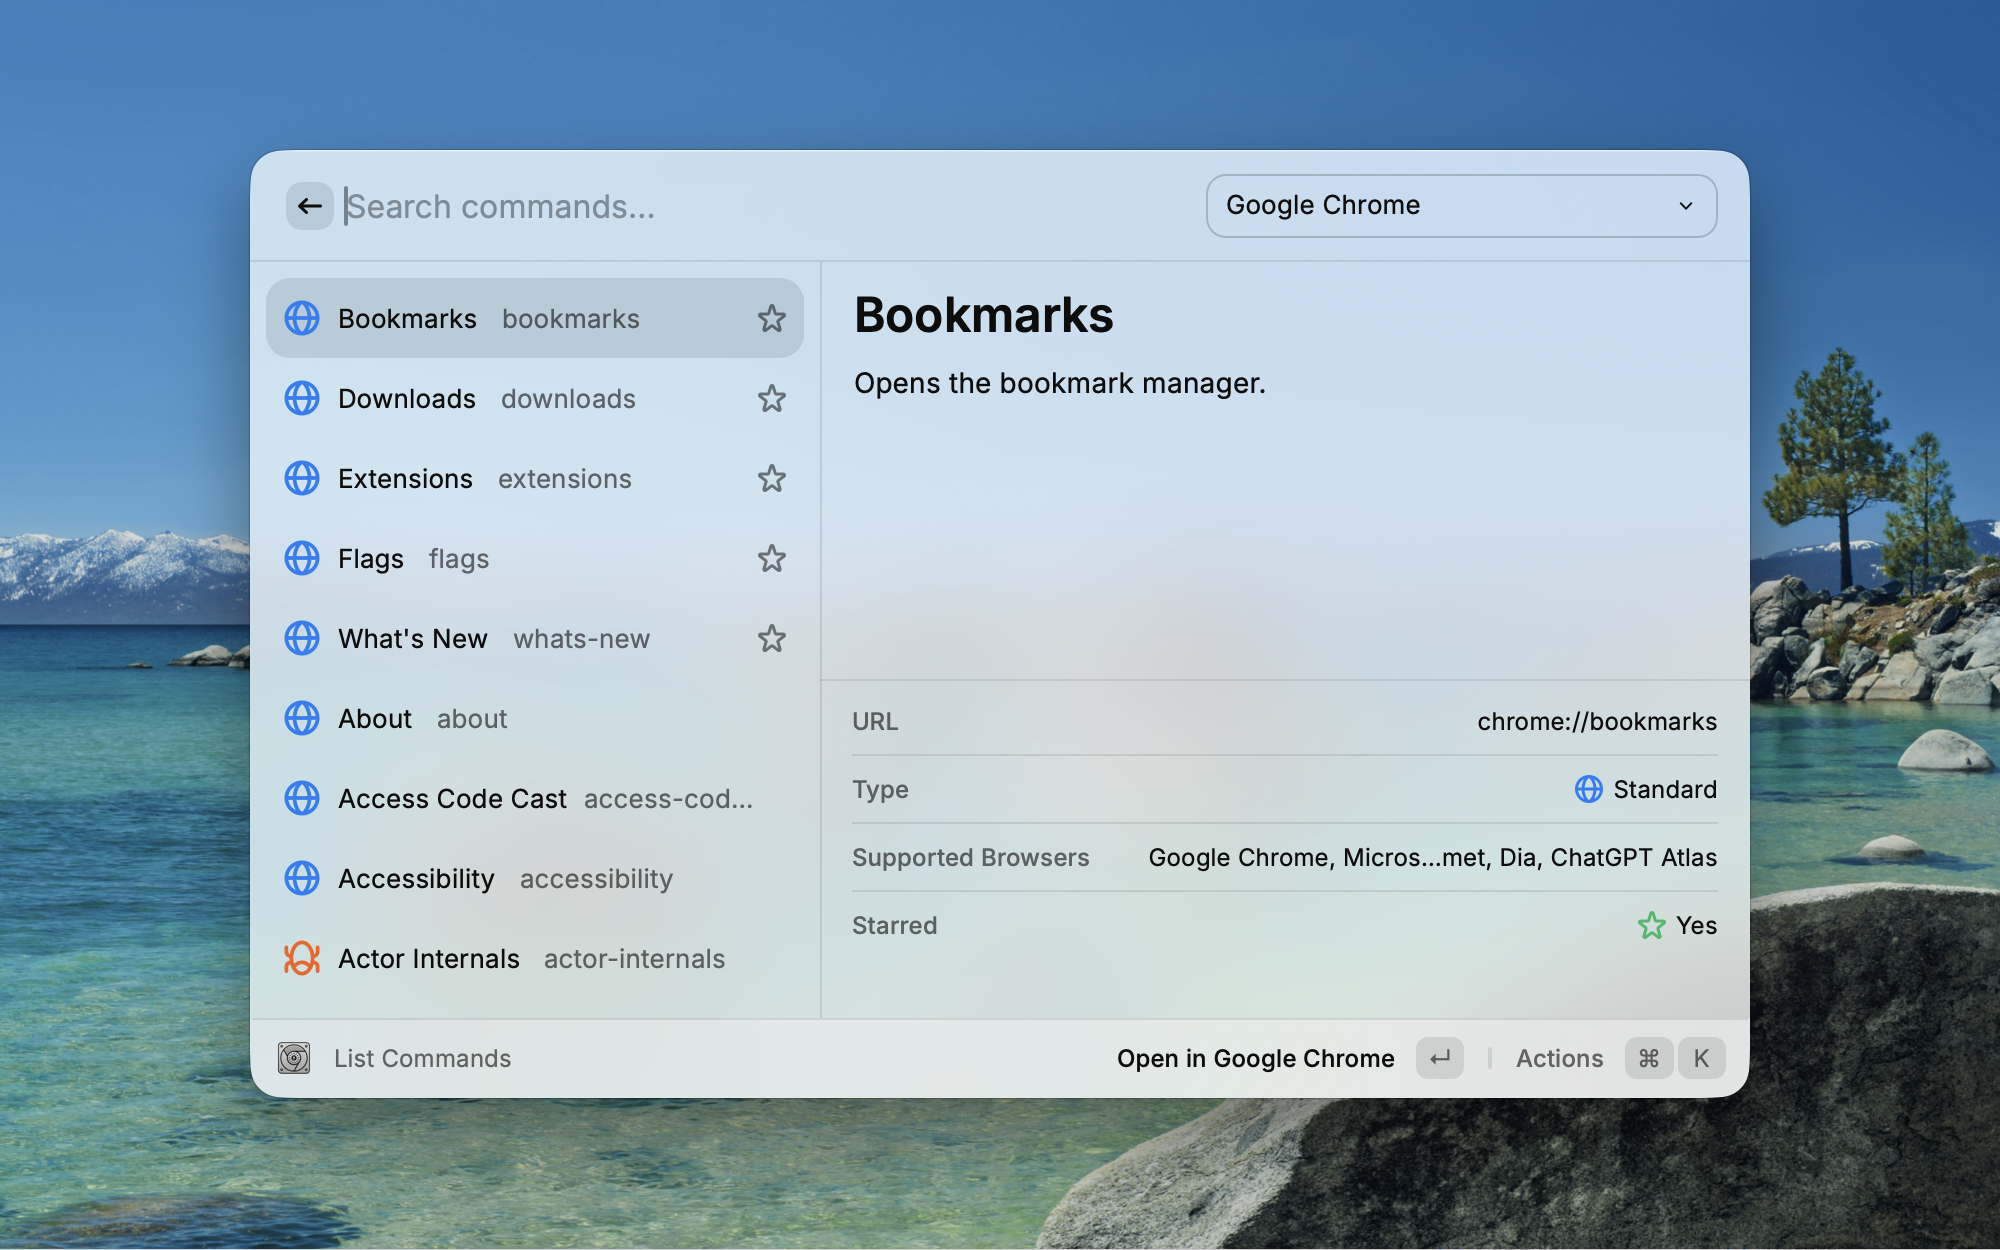 Search commands...
Google Chrome
Bookmarks bookmarks
Downloads downloads
Extensions extensions
Flags flags
What's New whats-new
About about
Access Code Cast access-cod...
Accessibility accessibility
Actor Internals actor-internals
Bookmarks
Opens the bookmark manager.
URL chrome://bookmarks
Type Standard
Supported Browsers Google Chrome, Micros...met, Dia, ChatGPT Atlas
Starred Yes
List Commands
Open in Google Chrome ↵
Actions ⌘ K